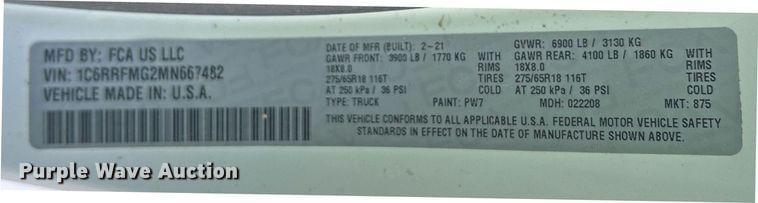 MFD BY: FCA US LLC
VIN: 1C6RRFMG2MN667482
VEHICLE MADE IN: U.S.A.
DATE OF MFR (BUILT): 2-21
GVWR: 6900 LB / 3130 KG
GAWR FRONT: 3900 LB / 1770 KG
GAWR REAR: 4100 LB / 1860 KG
18X8.0 RIMS
18X8.0 RIMS
275/65R18 116T TIRES
275/65R18 116T TIRES
AT 250 kPa / 36 PSI COLD
AT 250 kPa / 36 PSI COLD
TYPE: TRUCK PAINT: PW7 MDH: 022208 MKT: 875
THIS VEHICLE CONFORMS TO ALL APPLICABLE U.S.A. FEDERAL MOTOR VEHICLE SAFETY
STANDARDS IN EFFECT ON THE DATE OF MANUFACTURE SHOWN ABOVE.
Purple Wave Auction